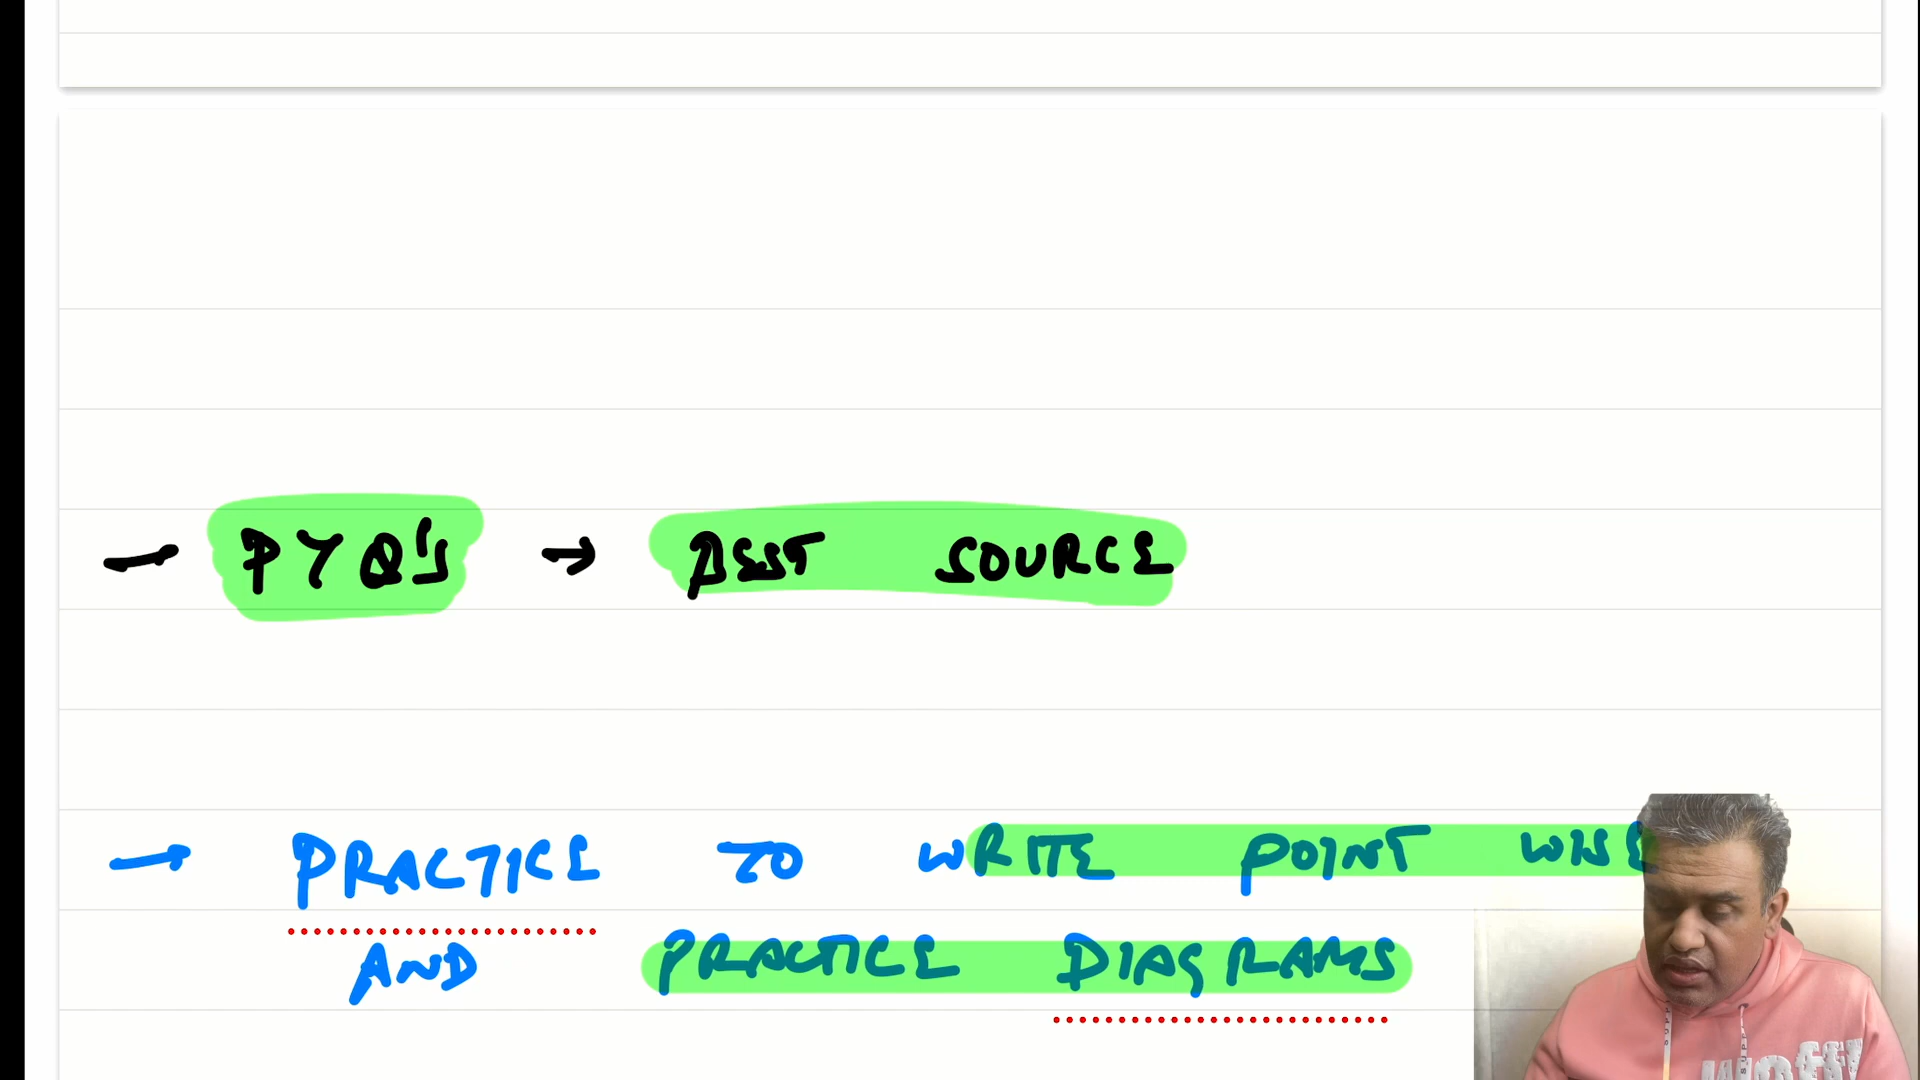 — PYQ's → BEST SOURCE
→ PRACTICE TO WRITE POINT WISE
AND PRACTICE DIAGRAMS